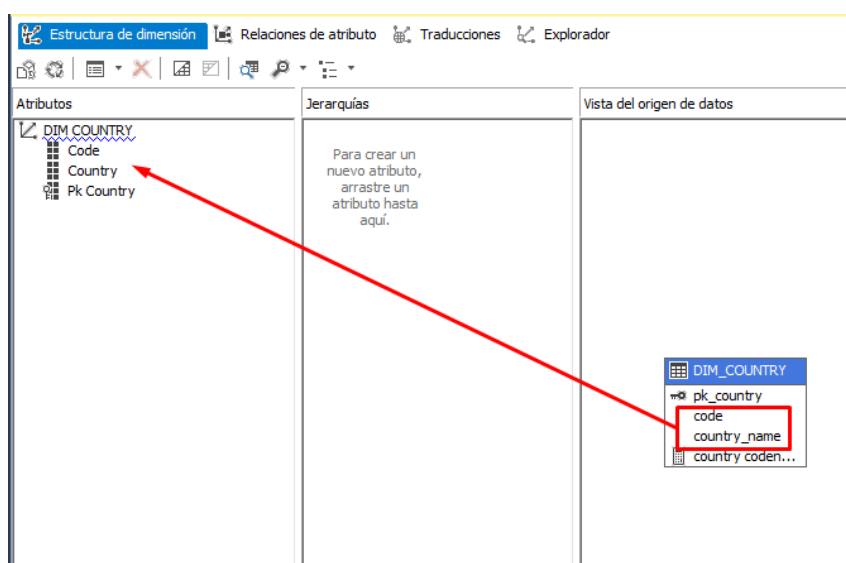 Estructura de dimensión Relaciones de atributo Traducciones Explorador
Atributos Jerarquías Vista del origen de datos
DIM COUNTRY
Code
Country
Pk Country
Para crear un
nuevo atributo,
arrastre un
atributo hasta
aquí.
DIM_COUNTRY
pk_country
code
country_name
country coden...